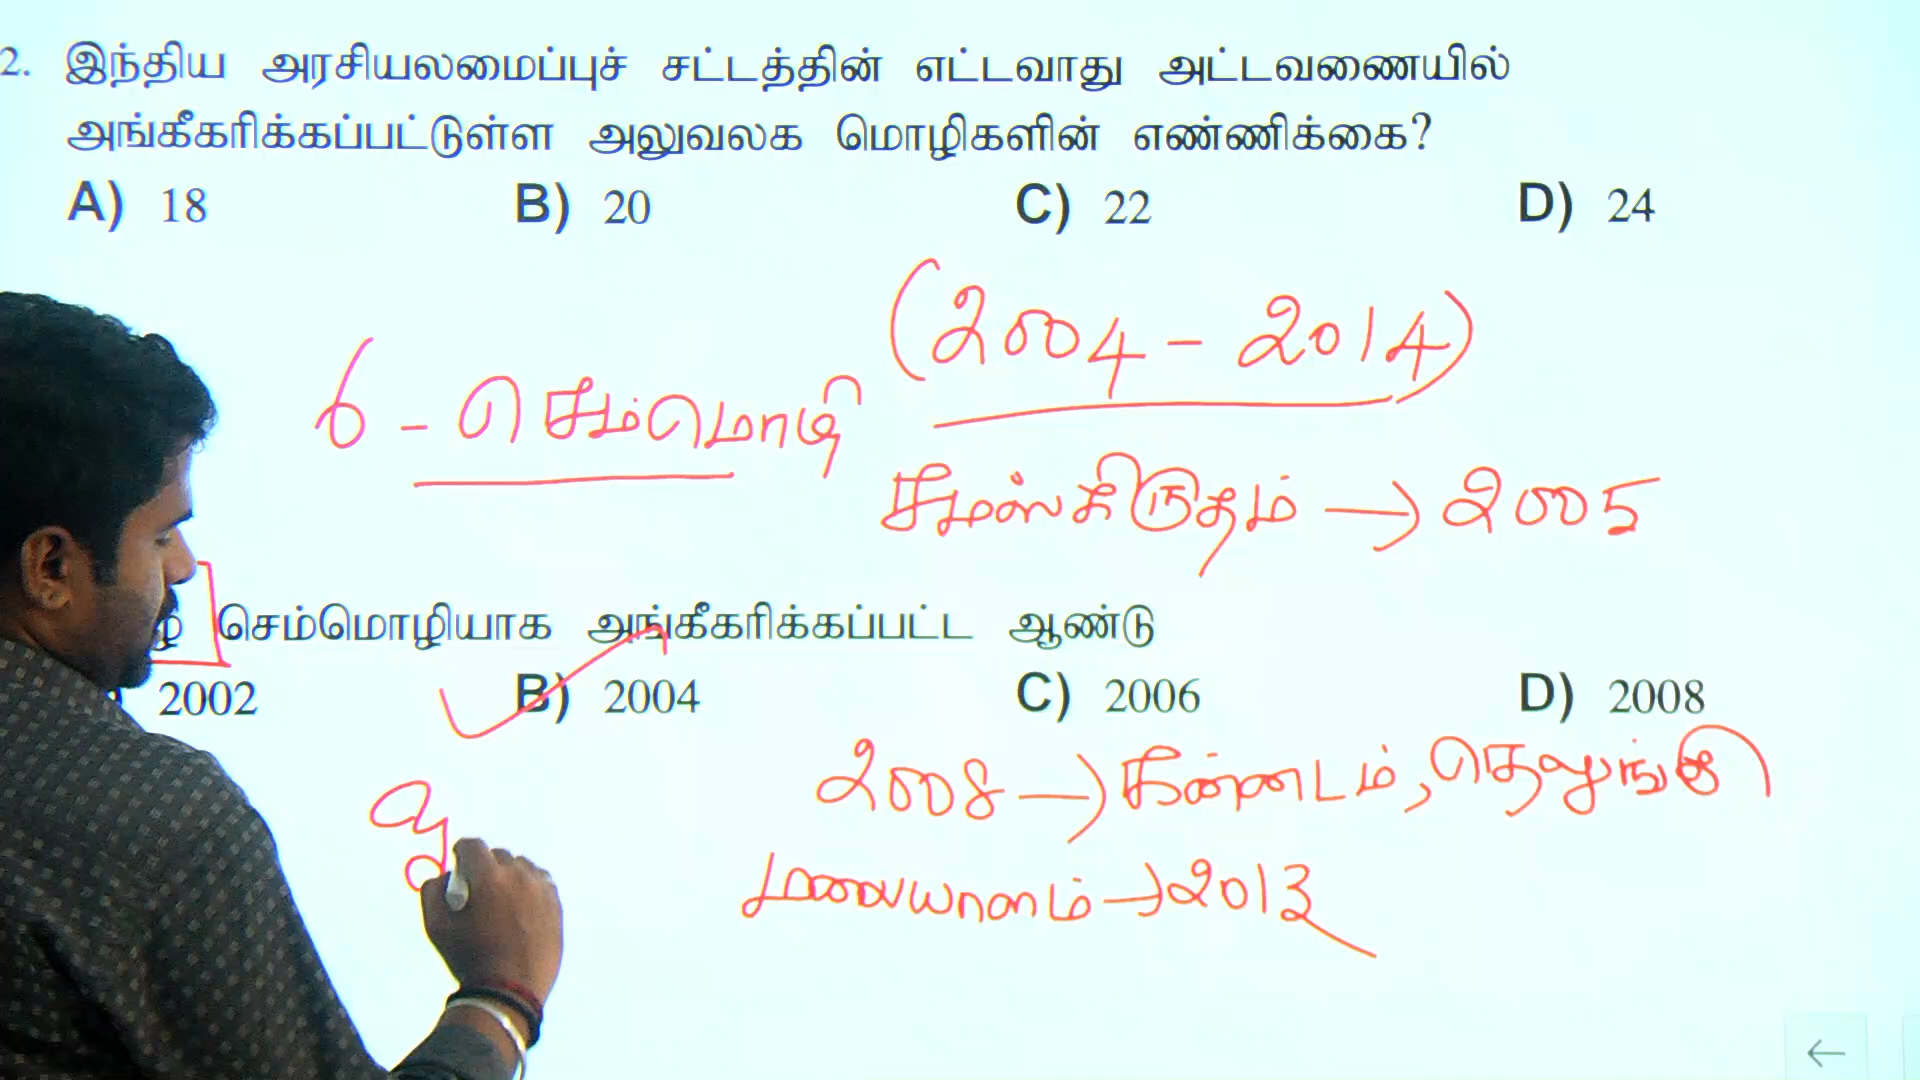 2. இந்திய அரசியலமைப்புச் சட்டத்தின் எட்டவாது அட்டவணையில்
அங்கீகரிக்கப்பட்டுள்ள அலுவலக மொழிகளின் எண்ணிக்கை?
A) 18 B) 20 C) 22 D) 24
(2004 - 2014)
6 - செம்மொழி
சமஸ்கிருதம் → 2005
செம்மொழியாக அங்கீகரிக்கப்பட்ட ஆண்டு
2002 B) 2004 C) 2006 D) 2008
2008 → கன்னடம், தெலுங்கு
மலையாளம் → 2013